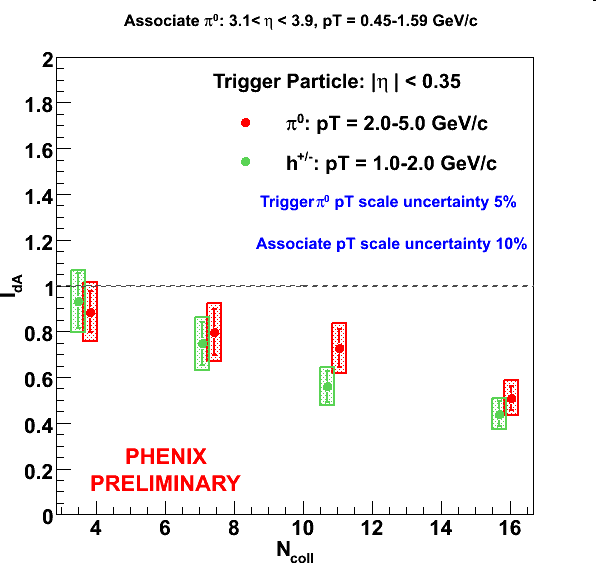 Associate π⁰: 3.1< η < 3.9, pT = 0.45-1.59 GeV/c
Trigger Particle: |η | < 0.35
π⁰: pT = 2.0-5.0 GeV/c
h⁺/⁻: pT = 1.0-2.0 GeV/c
Trigger π⁰ pT scale uncertainty 5%
Associate pT scale uncertainty 10%
PHENIX
PRELIMINARY
I_dA
2
1.8
1.6
1.4
1.2
1
0.8
0.6
0.4
0.2
0
4
6
8
10
12
14
16
N_coll